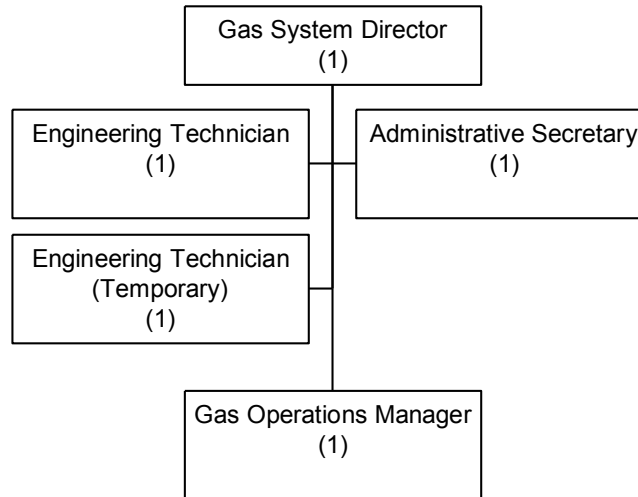 Gas System Director
(1)
Engineering Technician
(1)
Administrative Secretary
(1)
Engineering Technician
(Temporary)
(1)
Gas Operations Manager
(1)